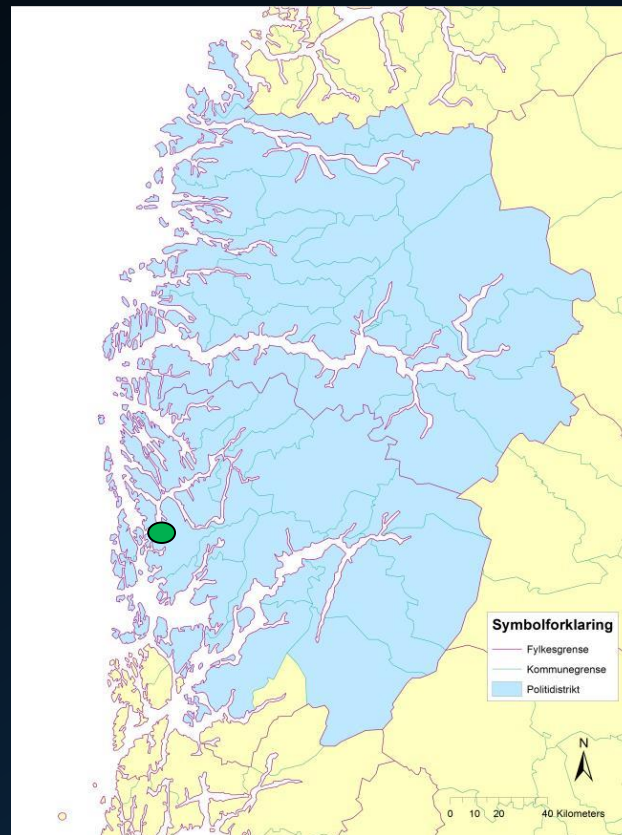 Symbolforklaring
Fylkesgrense
Kommunegrense
Politidistrikt
N
0 10 20 40 Kilometers